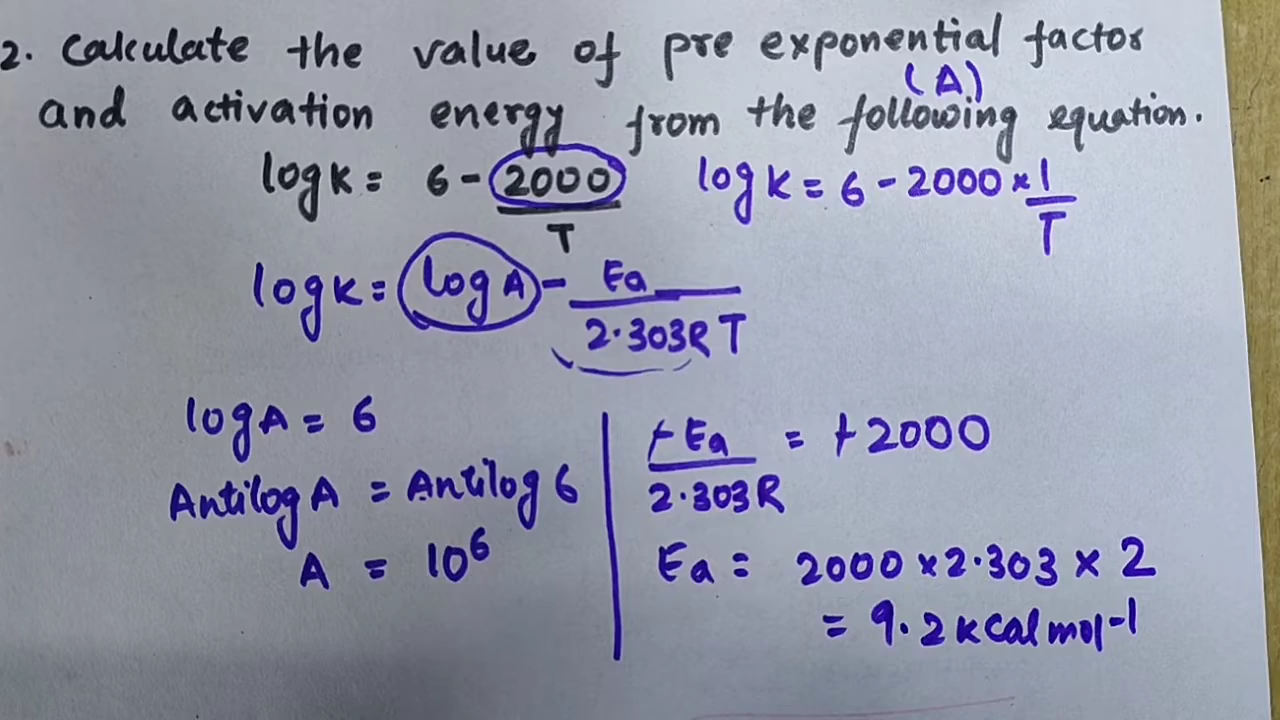 2. Calculate the value of pre exponential factor
(A)
and activation energy from the following equation.
log K = 6 - 2000/T log K = 6 - 2000 × 1/T
log K = log A - Ea/2.303RT
log A = 6
Antilog A = Antilog 6
A = 10⁶
-Ea/2.303R = -2000
Ea = 2000 × 2.303 × 2
= 9.2 kcal mol-1